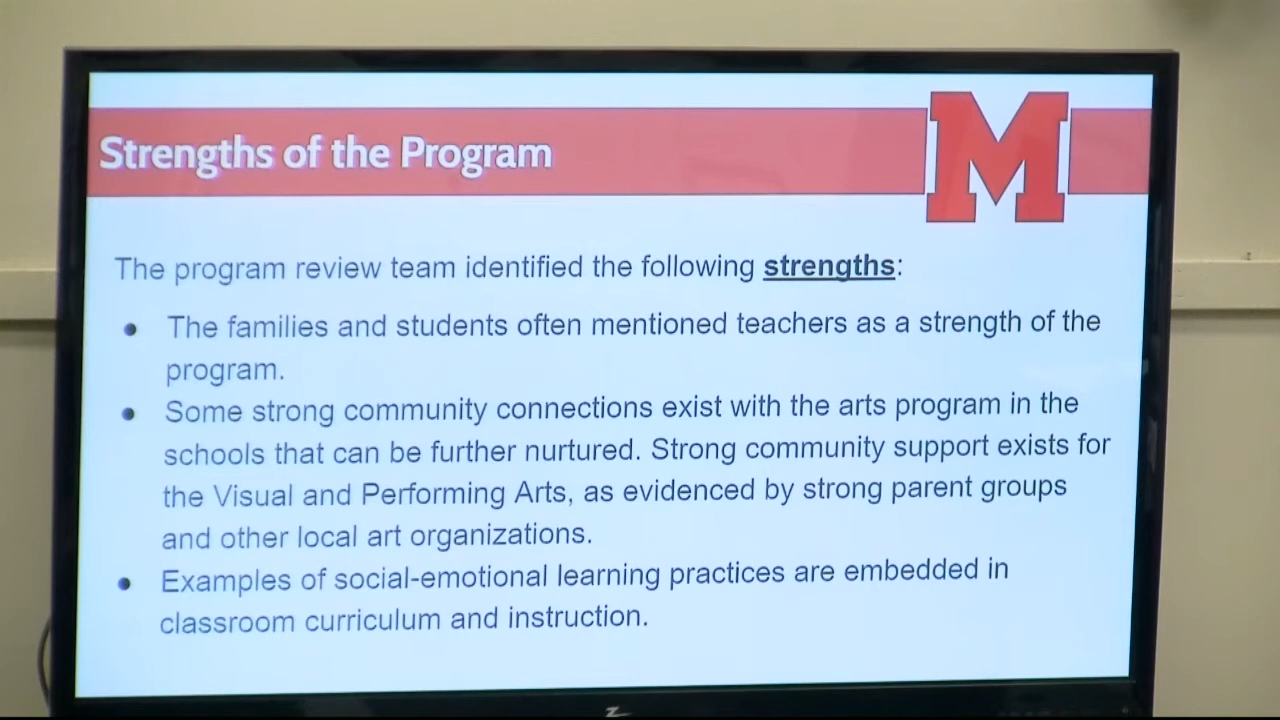 Strengths of the Program
M
The program review team identified the following strengths:
• The families and students often mentioned teachers as a strength of the
program.
• Some strong community connections exist with the arts program in the
schools that can be further nurtured. Strong community support exists for
the Visual and Performing Arts, as evidenced by strong parent groups
and other local art organizations.
• Examples of social-emotional learning practices are embedded in
classroom curriculum and instruction.